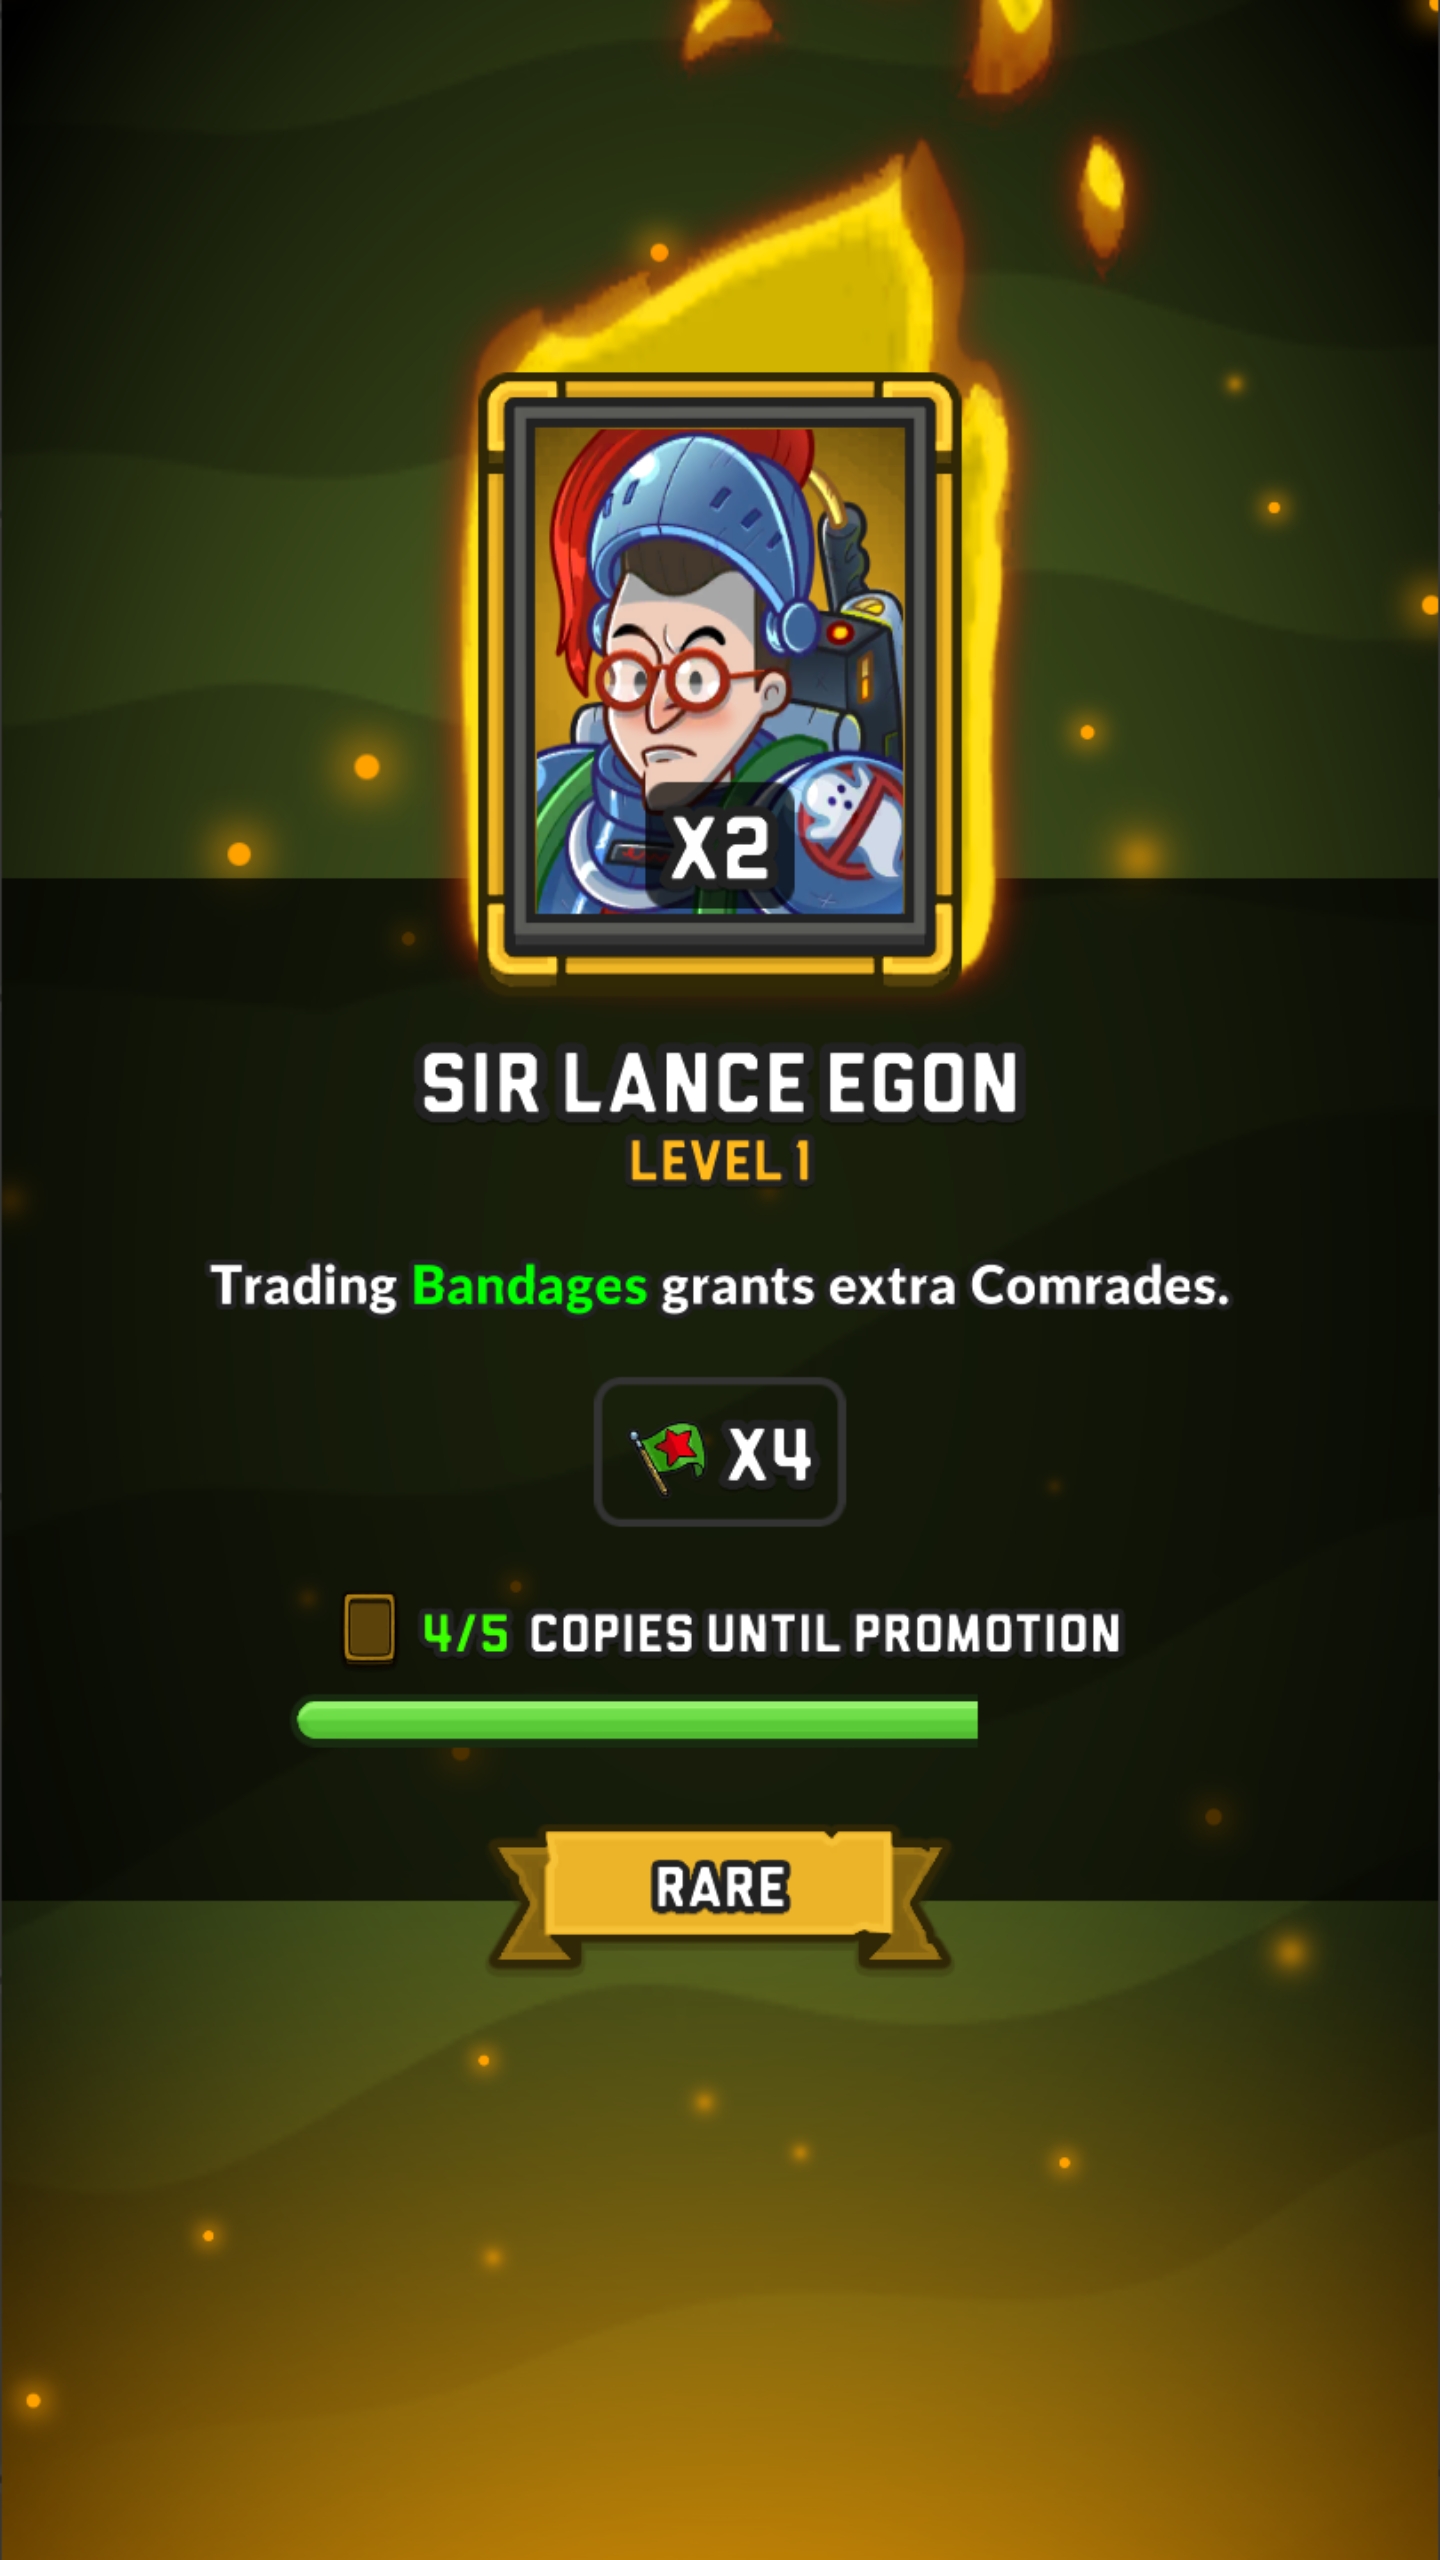 X2
SIR LANCE EGON
LEVEL 1
Trading Bandages grants extra Comrades.
X4
4/5 COPIES UNTIL PROMOTION
RARE